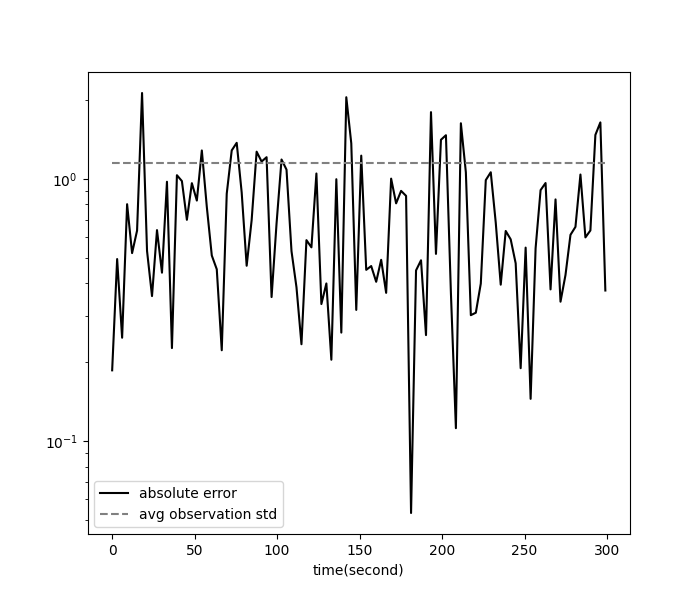 10⁰
10⁻¹
absolute error
avg observation std
0 50 100 150 200 250 300
time(second)